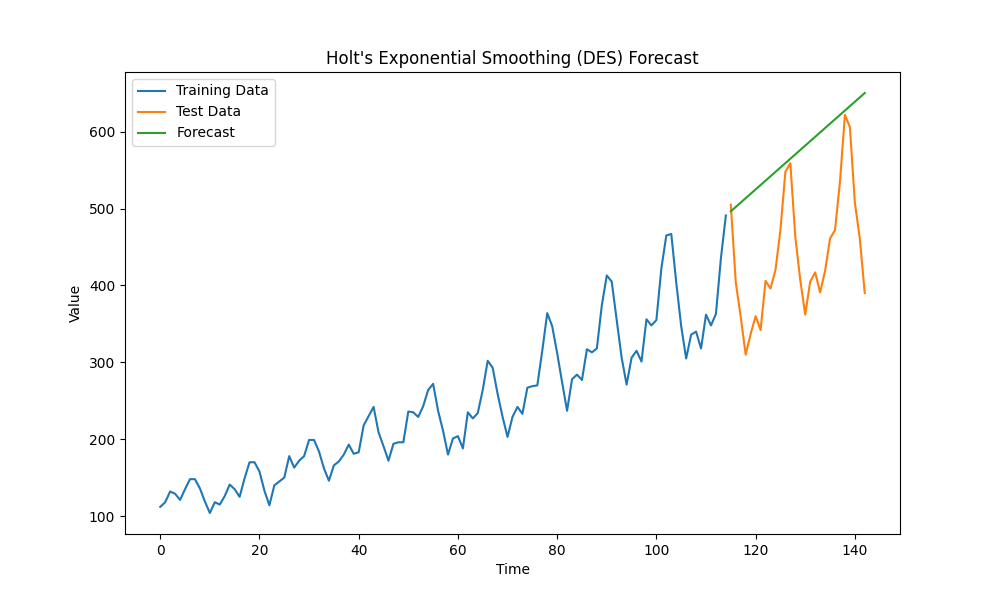 Holt's Exponential Smoothing (DES) Forecast
Training Data
Test Data
Forecast
Value
600
500
400
300
200
100
0 20 40 60 80 100 120 140
Time